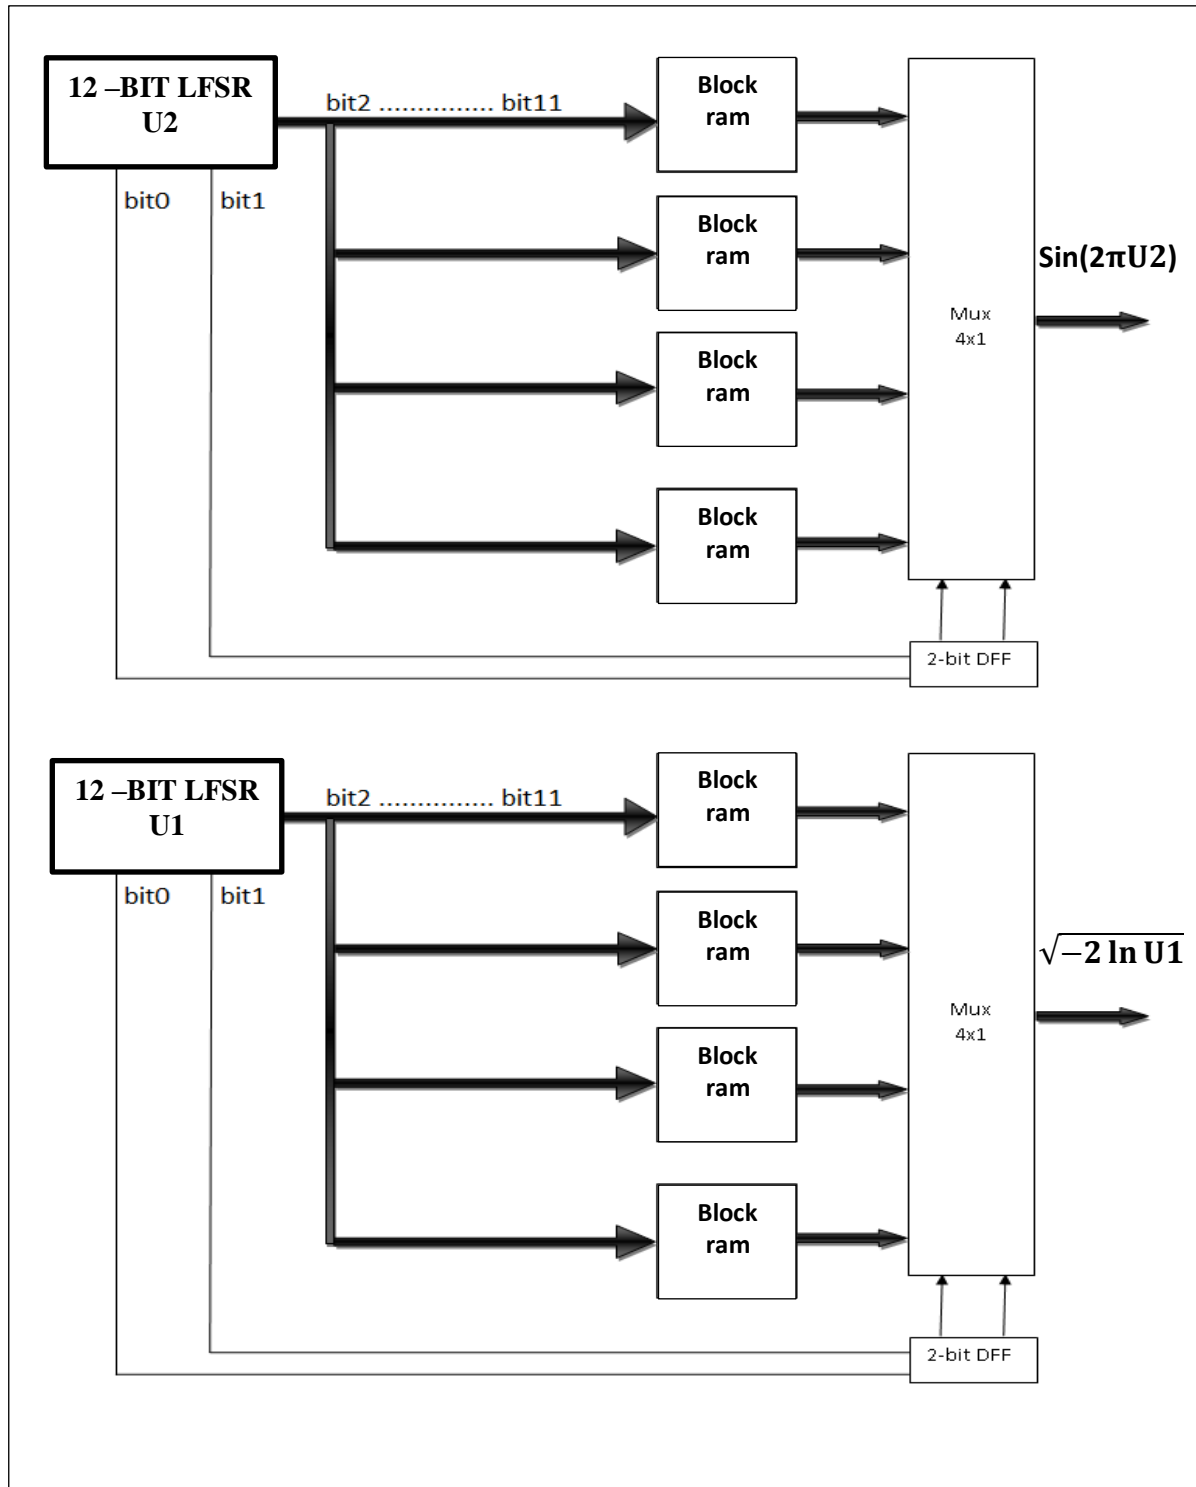 12 –BIT LFSR
U2
bit2 ............... bit11
bit0
bit1
Block
ram
Block
ram
Block
ram
Block
ram
Mux
4x1
Sin(2πU2)
2-bit DFF
12 –BIT LFSR
U1
bit2 ............... bit11
bit0
bit1
Block
ram
Block
ram
Block
ram
Block
ram
Mux
4x1
√−2 ln U1
2-bit DFF